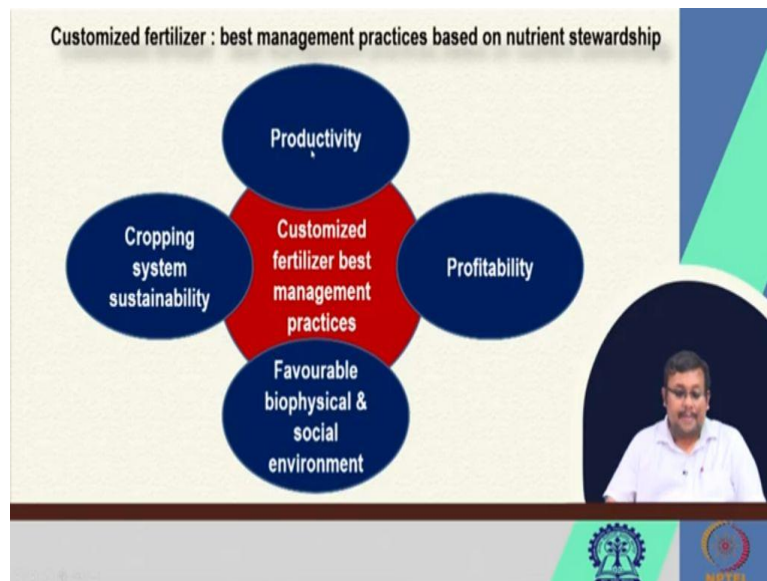 Customized fertilizer : best management practices based on nutrient stewardship
Productivity
Cropping
system
sustainability
Customized
fertilizer best
management
practices
Profitability
Favourable
biophysical &
social
environment
NPTEL